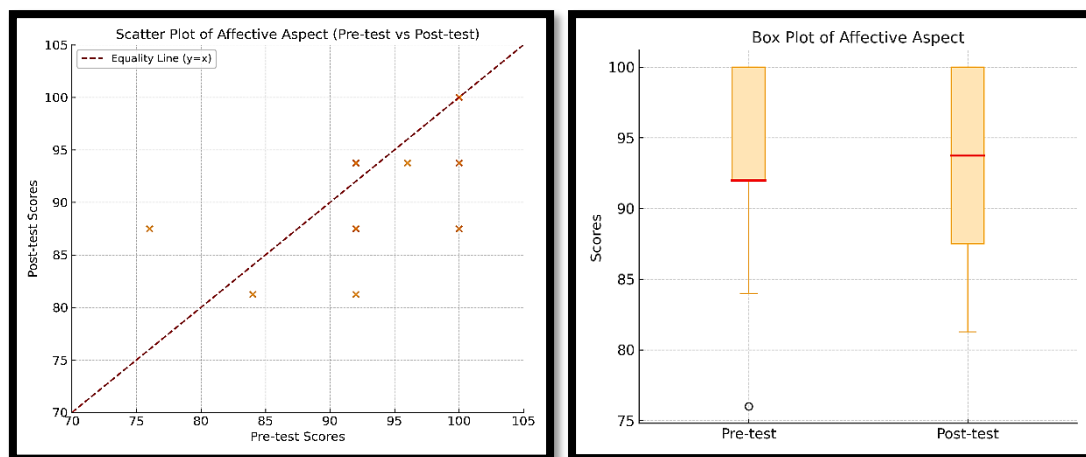 Scatter Plot of Affective Aspect (Pre-test vs Post-test)
105
Equality Line (y=x)
100
95
90
85
80
75
70
Post-test Scores
70 75 80 85 90 95 100 105
Pre-test Scores
Box Plot of Affective Aspect
100
95
90
85
80
75
Scores
Pre-test Post-test